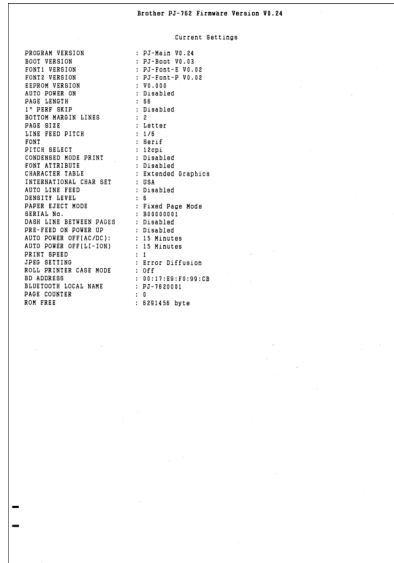 Brother PJ-762 Firmware Version V0.24
Current Settings
PROGRAM VERSION : PJ-Main V0.24
BOOT VERSION : PJ-Boot V0.03
FONT1 VERSION : PJ-Font-E V0.02
FONT2 VERSION : PJ-Font-P V0.02
EEPROM VERSION : V0.000
AUTO POWER ON : Disabled
PAGE LENGTH : 66
1" PERF SKIP : Disabled
BOTTOM MARGIN LINES : 2
PAGE SIZE : Letter
LINE FEED PITCH : 1/6
FONT : Serif
PITCH SELECT : 12cpi
CONDENSED MODE PRINT : Disabled
FONT ATTRIBUTE : Disabled
CHARACTER TABLE : Extended Graphics
INTERNATIONAL CHAR SET : USA
AUTO LINE FEED : Disabled
DENSITY LEVEL : 6
PAPER EJECT MODE : Fixed Page Mode
SERIAL No. : B00000001
DASH LINE BETWEEN PAGES : Disabled
PRE-FEED ON POWER UP : Disabled
AUTO POWER OFF(AC/DC): : 15 Minutes
AUTO POWER OFF(LI-ION) : 15 Minutes
PRINT SPEED : 1
JPEG SETTING : Error Diffusion
ROLL PRINTER CASE MODE : Off
BD ADDRESS : 00:17:E9:F0:99:CB
BLUETOOTH LOCAL NAME : PJ-7620001
PAGE COUNTER : 0
ROM FREE : 6291456 byte